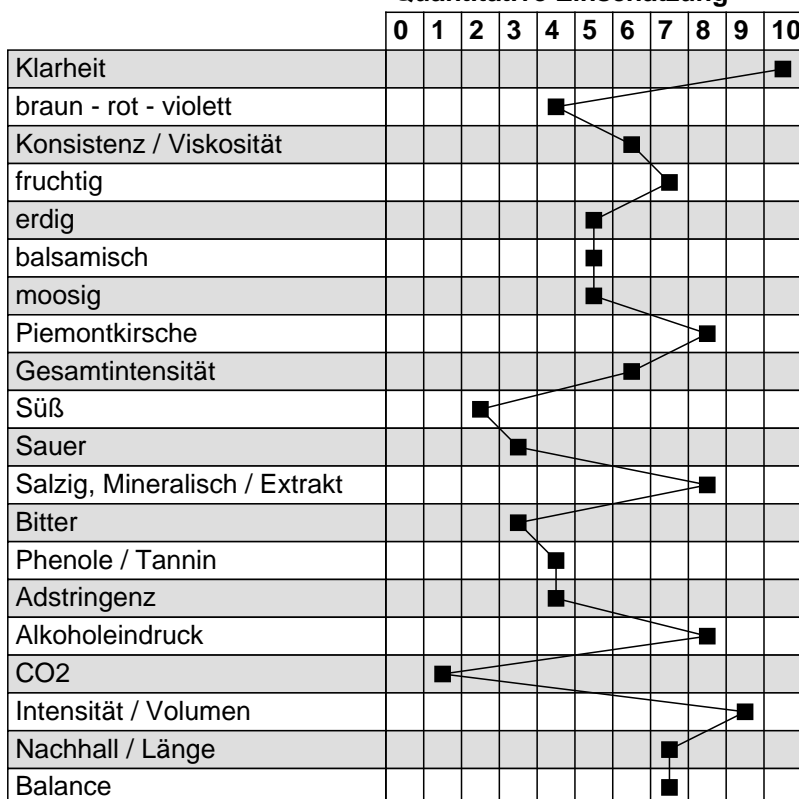 Quantitative Einschätzung
0 1 2 3 4 5 6 7 8 9 10
Klarheit
braun - rot - violett
Konsistenz / Viskosität
fruchtig
erdig
balsamisch
moosig
Piemontkirsche
Gesamtintensität
Süß
Sauer
Salzig, Mineralisch / Extrakt
Bitter
Phenole / Tannin
Adstringenz
Alkoholeindruck
CO2
Intensität / Volumen
Nachhall / Länge
Balance